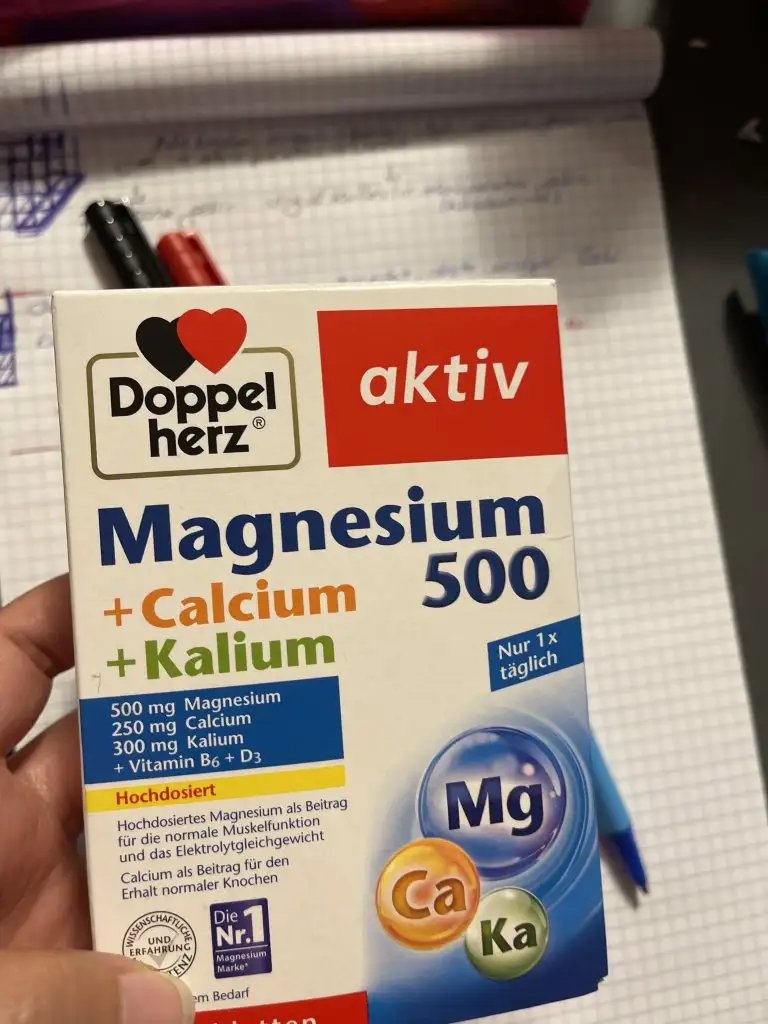 Doppel
herz®
aktiv
Magnesium
500
+Calcium
+Kalium
Nur 1x
täglich
500 mg Magnesium
250 mg Calcium
300 mg Kalium
+ Vitamin B6 + D3
Hochdosiert
Hochdosiertes Magnesium als Beitrag
für die normale Muskelfunktion
und das Elektrolytgleichgewicht
Calcium als Beitrag für den
Erhalt normaler Knochen
Mg
Ca
Ka
WISSENSCHAFTLICHE
UND
ERFAHRUNG
Die
Nr.1
Magnesium
Marke*
Bedarf